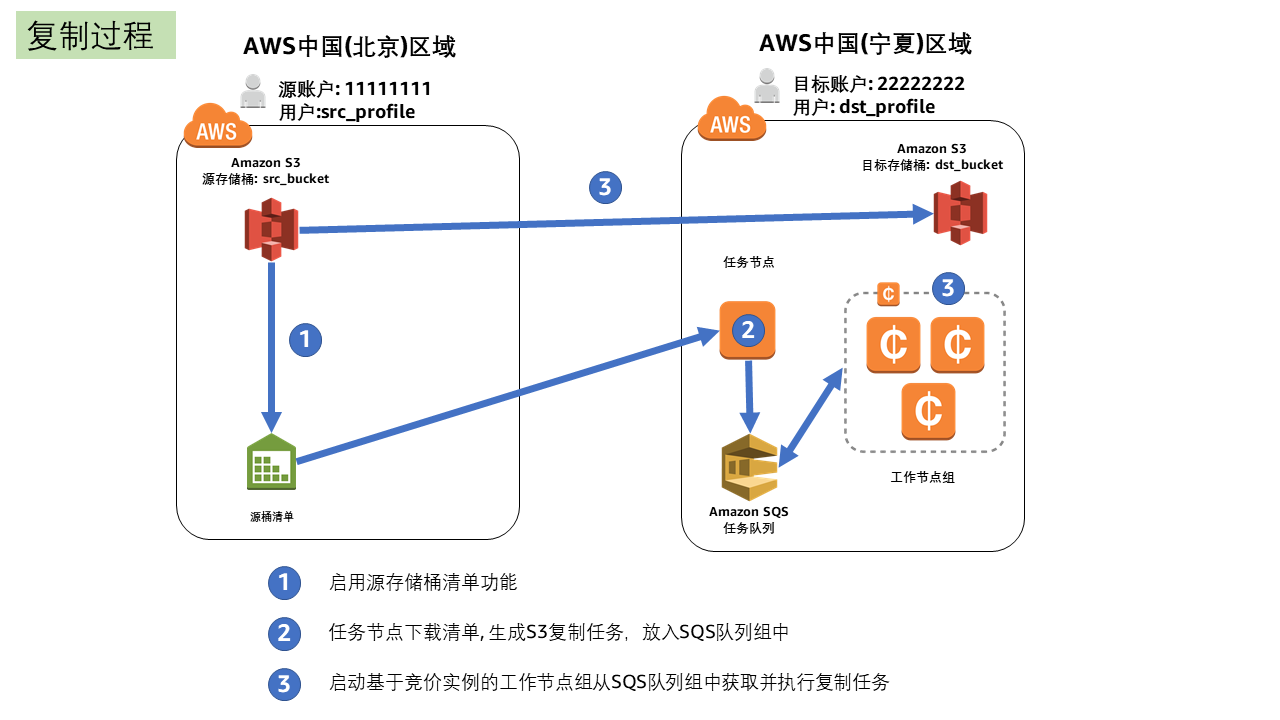 复制过程
AWS中国(北京)区域
源账户: 11111111
用户:src_profile
AWS
Amazon S3
源存储桶: src_bucket
1
源桶清单
3
AWS中国(宁夏)区域
目标账户: 22222222
用户: dst_profile
AWS
Amazon S3
目标存储桶: dst_bucket
任务节点
2
3
工作节点组
Amazon SQS
任务队列
1 启用源存储桶清单功能
2 任务节点下载清单, 生成S3复制任务，放入SQS队列组中
3 启动基于竞价实例的工作节点组从SQS队列组中获取并执行复制任务